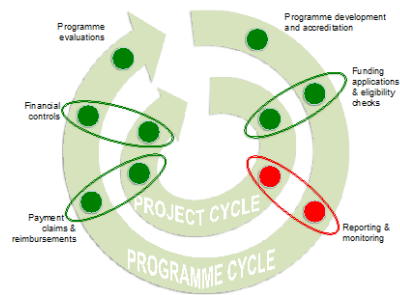 Programme
evaluations
Programme development
and accreditation
Funding
applications
& eligibility
checks
Financial
controls
Payment
claims &
reimbursements
Reporting &
monitoring
PROJECT CYCLE
PROGRAMME CYCLE